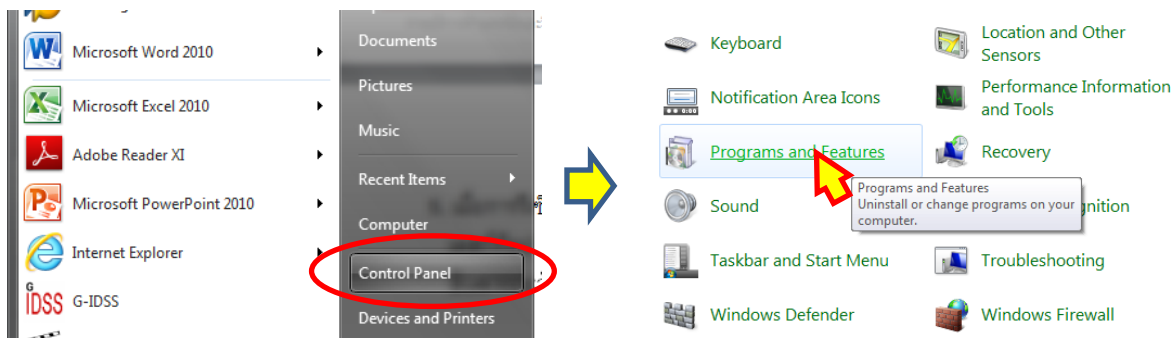 Microsoft Word 2010
Microsoft Excel 2010
Adobe Reader XI
Microsoft PowerPoint 2010
Internet Explorer
G
IDSS
G-IDSS
Documents
Pictures
Music
Recent Items
Computer
Control Panel
Devices and Printers
Keyboard
Notification Area Icons
Programs and Features
Sound
Taskbar and Start Menu
Windows Defender
Location and Other
Sensors
Performance Information
and Tools
Recovery
Programs and Features
Uninstall or change programs on your
computer.
Troubleshooting
Windows Firewall